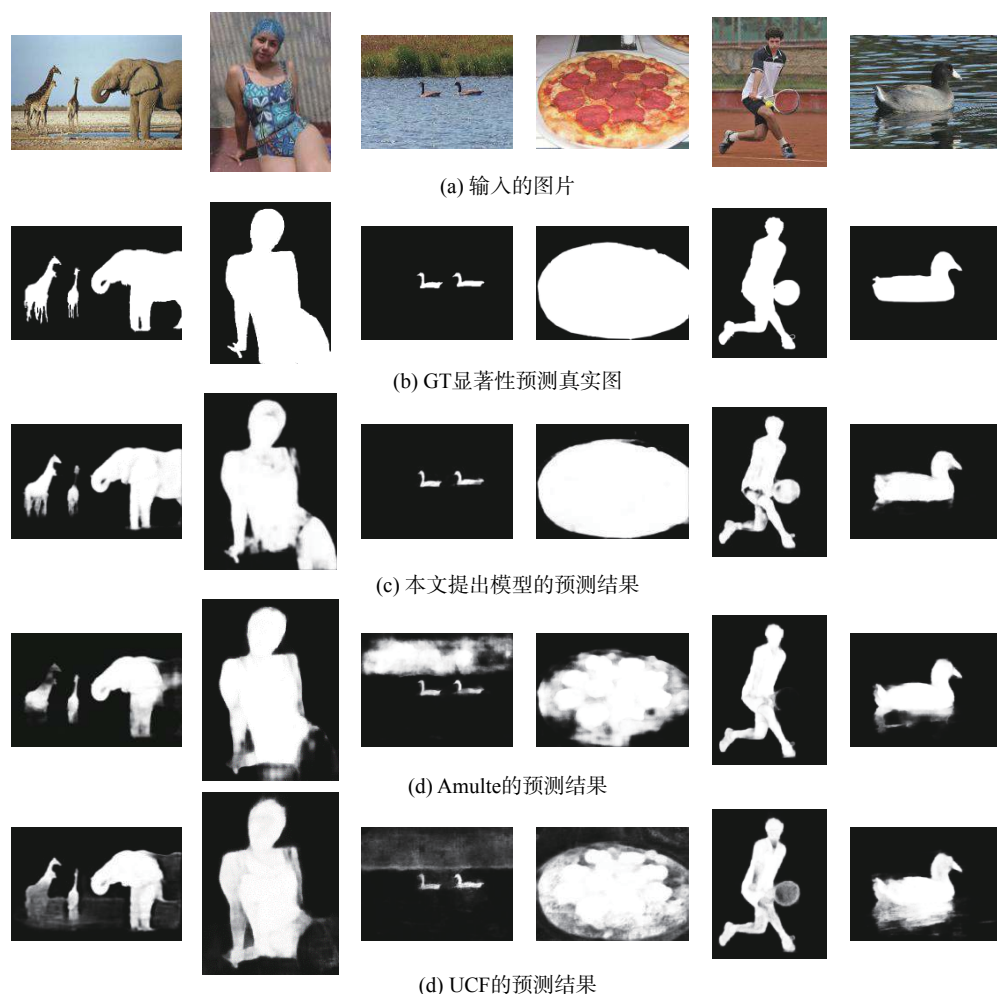 (a) 输入的图片
(b) GT显著性预测真实图
(c) 本文提出模型的预测结果
(d) Amulte的预测结果
(d) UCF的预测结果